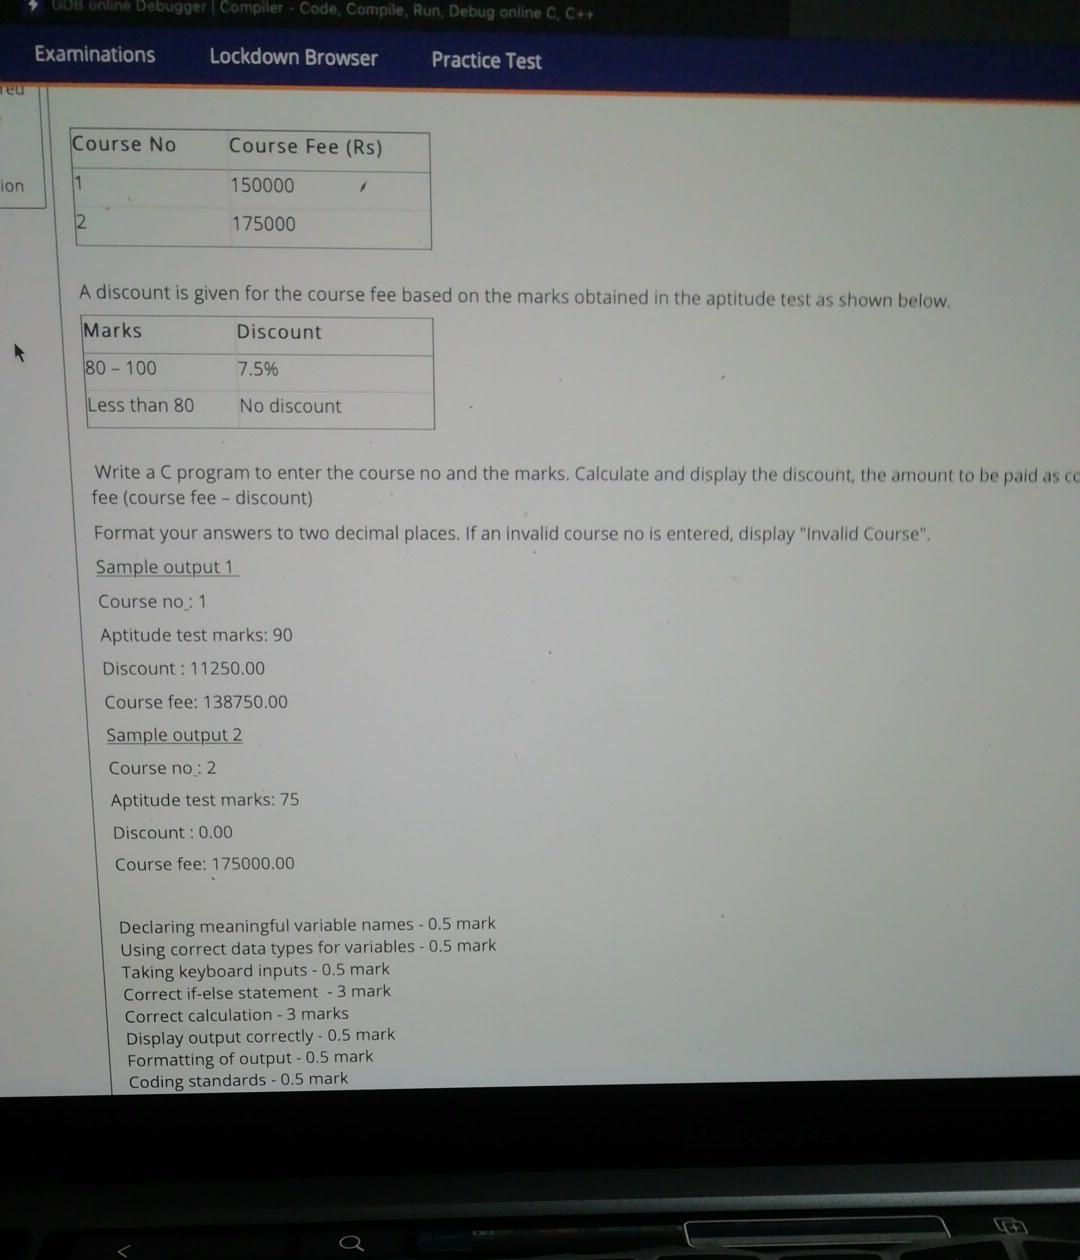 GDB online Debugger | Compiler - Code, Compile, Run, Debug online C, C++
Examinations Lockdown Browser Practice Test
ion
Course No Course Fee (Rs)
1 150000
2 175000
A discount is given for the course fee based on the marks obtained in the aptitude test as shown below.
Marks Discount
80 – 100 7.5%
Less than 80 No discount
Write a C program to enter the course no and the marks. Calculate and display the discount, the amount to be paid as
fee (course fee – discount)
Format your answers to two decimal places. If an invalid course no is entered, display "Invalid Course".
Sample output 1
Course no : 1
Aptitude test marks: 90
Discount : 11250.00
Course fee: 138750.00
Sample output 2
Course no : 2
Aptitude test marks: 75
Discount : 0.00
Course fee: 175000.00
Declaring meaningful variable names - 0.5 mark
Using correct data types for variables - 0.5 mark
Taking keyboard inputs - 0.5 mark
Correct if-else statement - 3 mark
Correct calculation - 3 marks
Display output correctly - 0.5 mark
Formatting of output - 0.5 mark
Coding standards - 0.5 mark